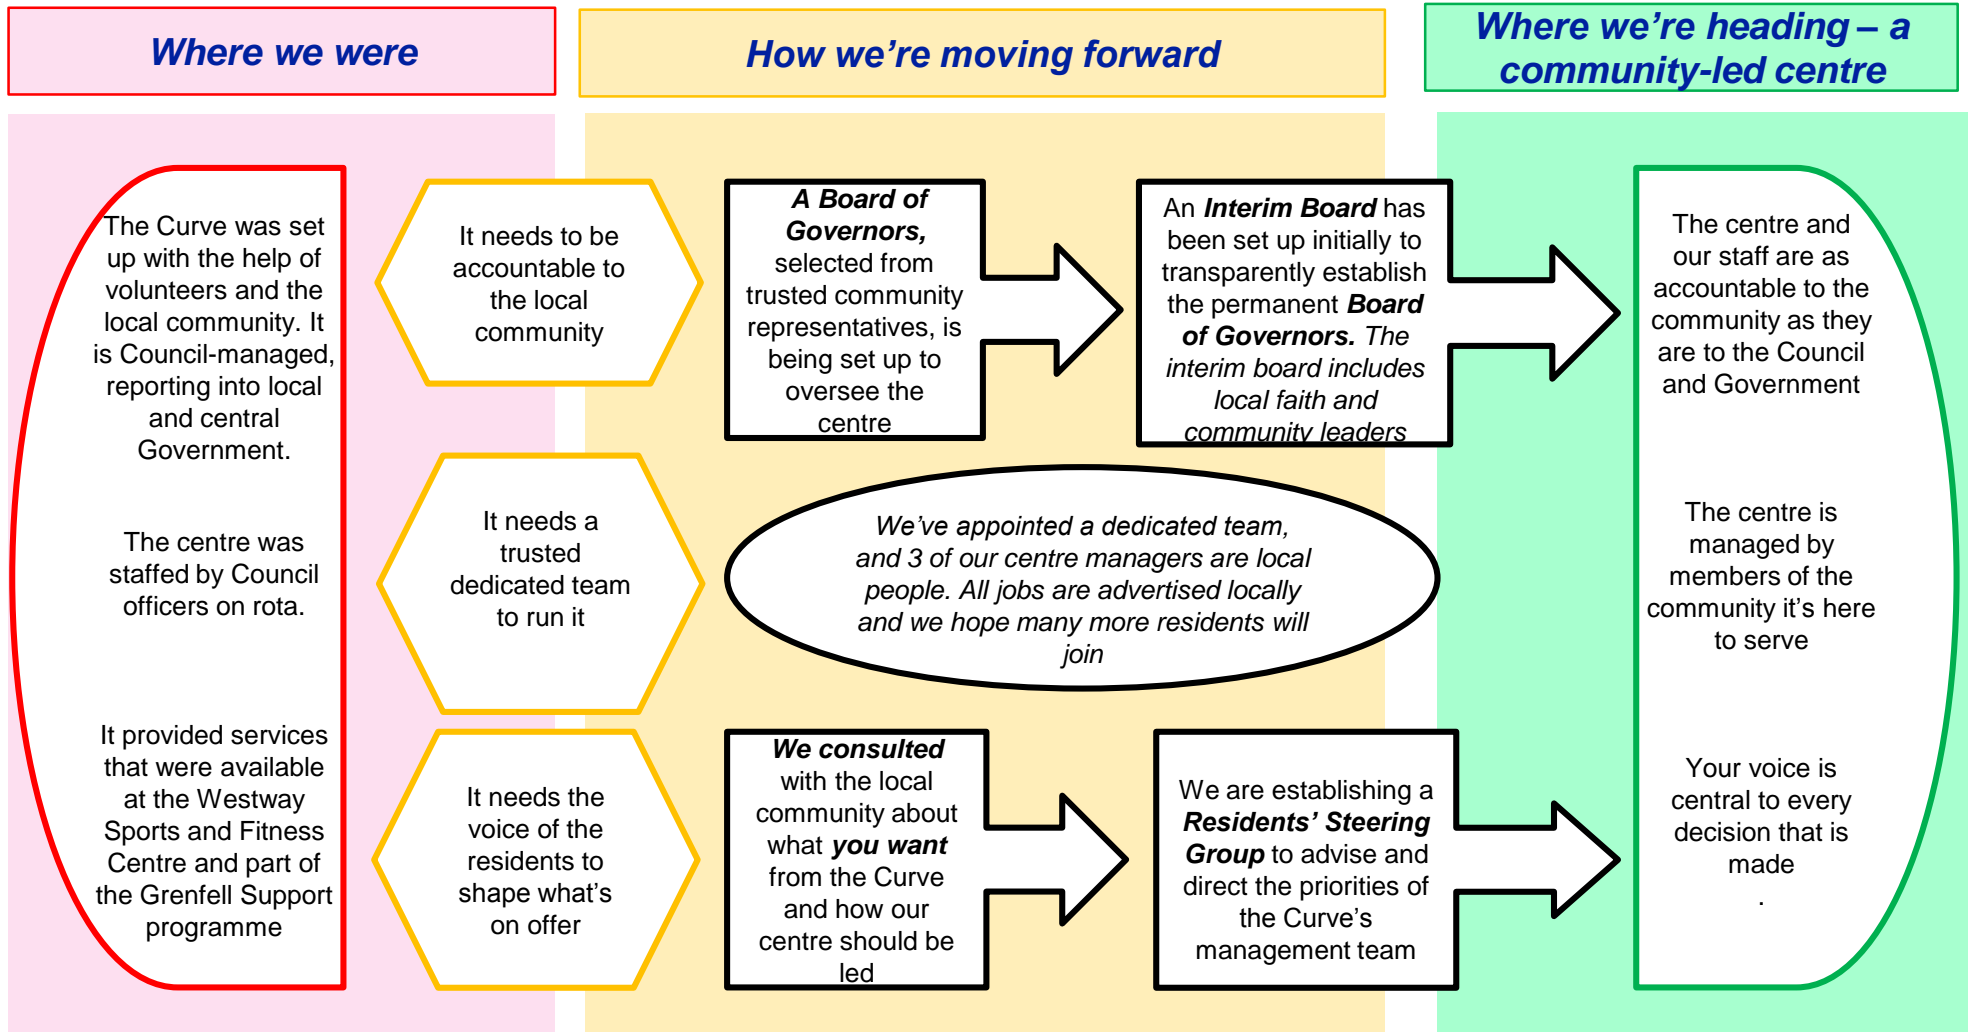 Where we were
How we’re moving forward
Where we’re heading – a
community-led centre
The Curve was set
up with the help of
volunteers and the
local community. It
is Council-managed,
reporting into local
and central
Government.
The centre was
staffed by Council
officers on rota.
It provided services
that were available
at the Westway
Sports and Fitness
Centre and part of
the Grenfell Support
programme
It needs to be
accountable to
the local
community
It needs a
trusted
dedicated team
to run it
It needs the
voice of the
residents to
shape what’s
on offer
A Board of
Governors,
selected from
trusted community
representatives, is
being set up to
oversee the
centre
An Interim Board has
been set up initially to
transparently establish
the permanent Board
of Governors. The
interim board includes
local faith and
community leaders
We’ve appointed a dedicated team,
and 3 of our centre managers are local
people. All jobs are advertised locally
and we hope many more residents will
join
We consulted
with the local
community about
what you want
from the Curve
and how our
centre should be
led
We are establishing a
Residents’ Steering
Group to advise and
direct the priorities of
the Curve’s
management team
The centre and
our staff are as
accountable to the
community as they
are to the Council
and Government
The centre is
managed by
members of the
community it’s here
to serve
Your voice is
central to every
decision that is
made
.